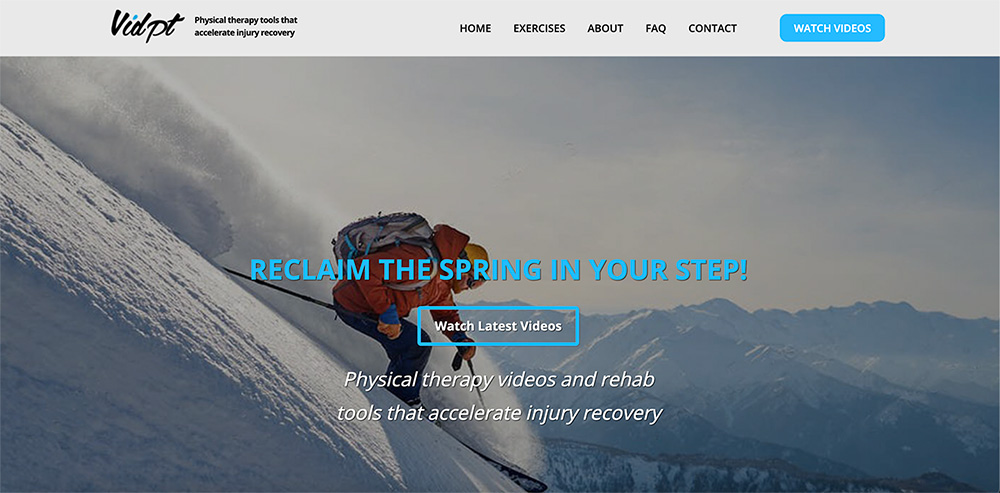 Vidpt
Physical therapy tools that
accelerate injury recovery
HOME EXERCISES ABOUT FAQ CONTACT WATCH VIDEOS
RECLAIM THE SPRING IN YOUR STEP!
Watch Latest Videos
Physical therapy videos and rehab
tools that accelerate injury recovery